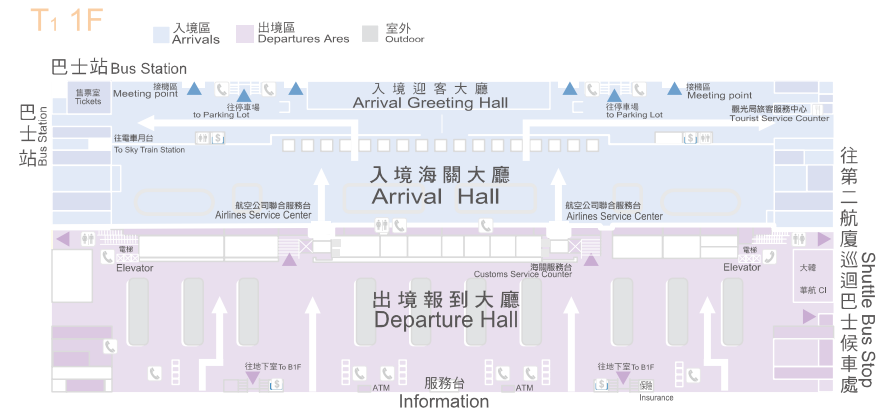 T1 1F
入境區
Arrivals
出境區
Departures Ares
室外
Outdoor
巴士站 Bus Station
巴士站
Bus Station
售票室
Tickets
接機區
Meeting point
往停車場
to Parking Lot
入境迎客大廳
Arrival Greeting Hall
往停車場
to Parking Lot
接機區
Meeting point
觀光局旅客服務中心
Tourist Service Counter
往電車月台
To Sky Train Station
$
$
入境海關大廳
Arrival Hall
航空公司聯合服務台
Airlines Service Center
航空公司聯合服務台
Airlines Service Center
往第二航廈巡迴巴士候車處
Shuttle Bus Stop
電梯
Elevator
電梯
Elevator
海關服務台
Customs Service Counter
華航 CI
出境報到大廳
Departure Hall
往地下室 To B1F
$
往地下室 To B1F
$
ATM
服務台
Information
ATM
Insurance